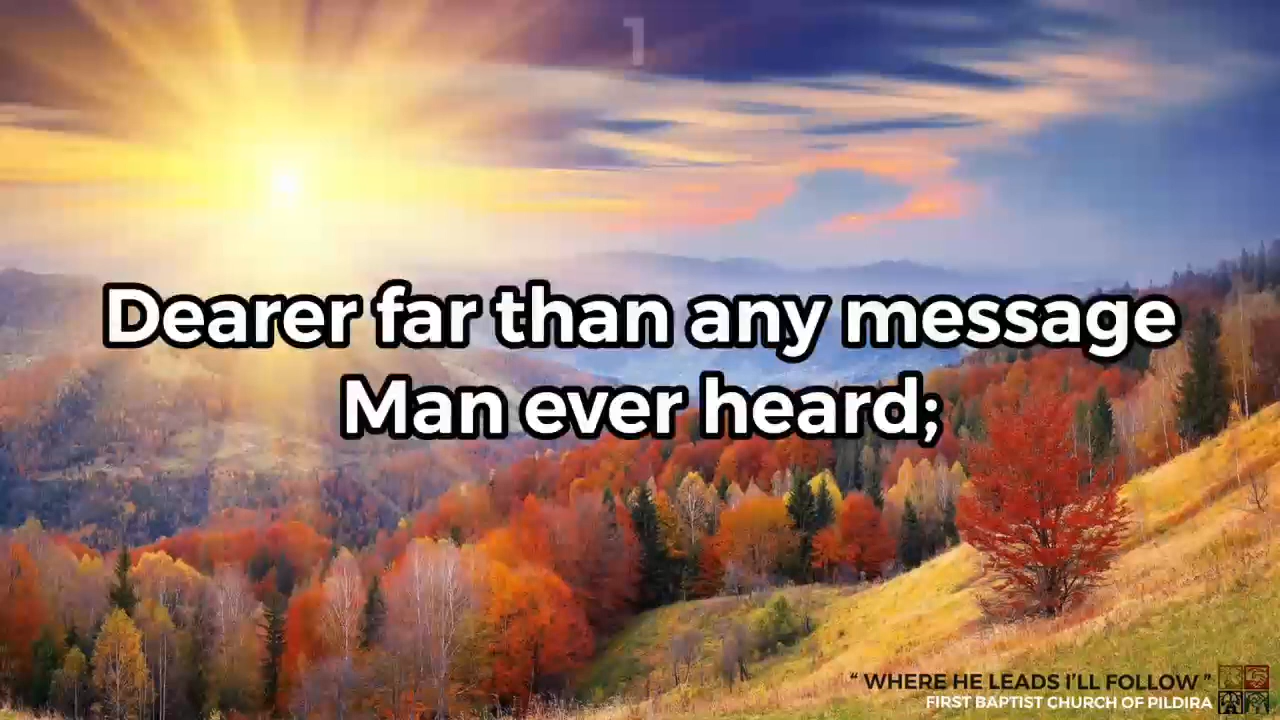 1
Dearer far than any message
Man ever heard;
“ WHERE HE LEADS I’LL FOLLOW ”
FIRST BAPTIST CHURCH OF PILDIRA